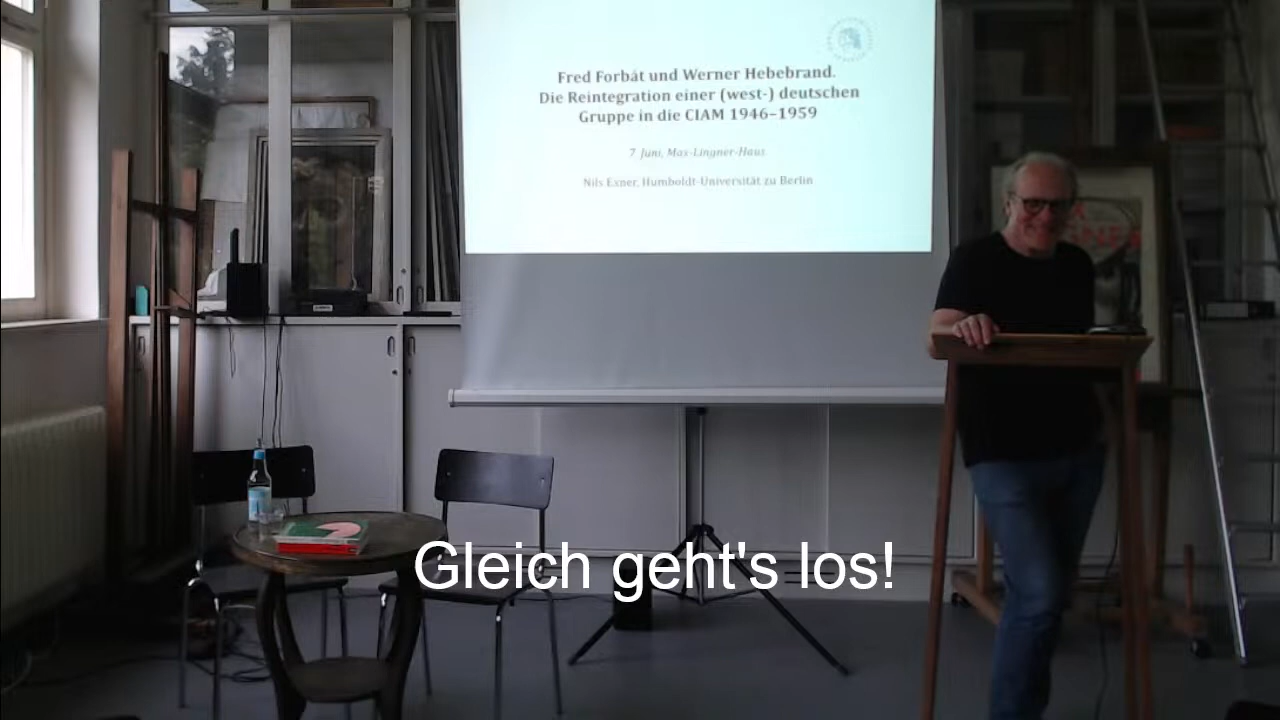 Fred Forbát und Werner Hebebrand.
Die Reintegration einer (west-) deutschen
Gruppe in die CIAM 1946–1959
7. Juni, Max-Lingner-Haus
Nils Exner, Humboldt-Universität zu Berlin
Gleich geht's los!